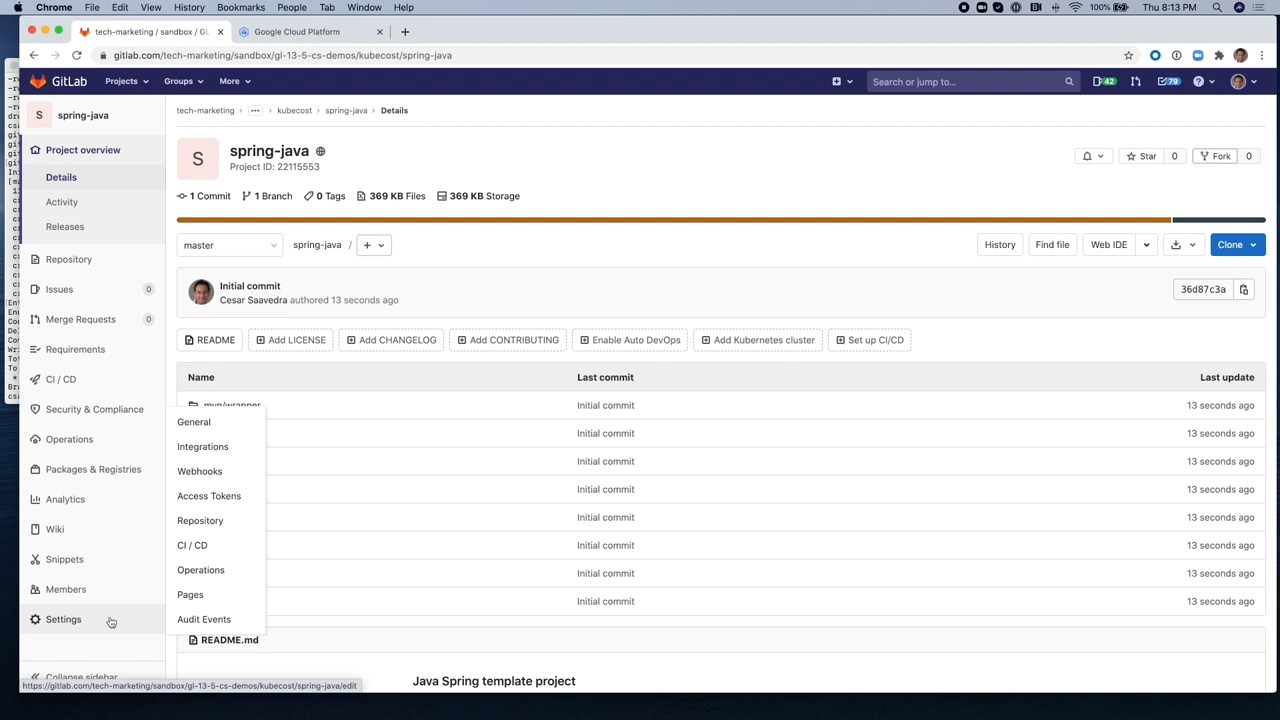 Chrome File Edit View History Bookmarks People Tab Window Help
100% Thu 8:13 PM
tech-marketing / sandbox / GL
Google Cloud Platform
gitlab.com/tech-marketing/sandbox/gl-13-5-cs-demos/kubecost/spring-java
GitLab Projects Groups More
Search or jump to...
42
79
S spring-java
tech-marketing > ... > kubecost > spring-java > Details
Project overview
Details
Activity
Releases
Repository
Issues 0
Merge Requests 0
Requirements
CI / CD
Security & Compliance
Operations
Packages & Registries
Analytics
Wiki
Snippets
Members
Settings
Collapse sidebar
General
Integrations
Webhooks
Access Tokens
Repository
CI / CD
Operations
Pages
Audit Events
S
spring-java
Project ID: 22115553
Star 0
Fork 0
1 Commit 1 Branch 0 Tags 369 KB Files 369 KB Storage
master spring-java / +
History Find file Web IDE Clone
Initial commit
Cesar Saavedra authored 13 seconds ago
36d87c3a
README Add LICENSE Add CHANGELOG Add CONTRIBUTING Enable Auto DevOps Add Kubernetes cluster Set up CI/CD
Name Last commit Last update
.mvn/wrapper Initial commit 13 seconds ago
Initial commit 13 seconds ago
Initial commit 13 seconds ago
Initial commit 13 seconds ago
Initial commit 13 seconds ago
Initial commit 13 seconds ago
Initial commit 13 seconds ago
Initial commit 13 seconds ago
README.md
Java Spring template project
https://gitlab.com/tech-marketing/sandbox/gl-13-5-cs-demos/kubecost/spring-java/edit